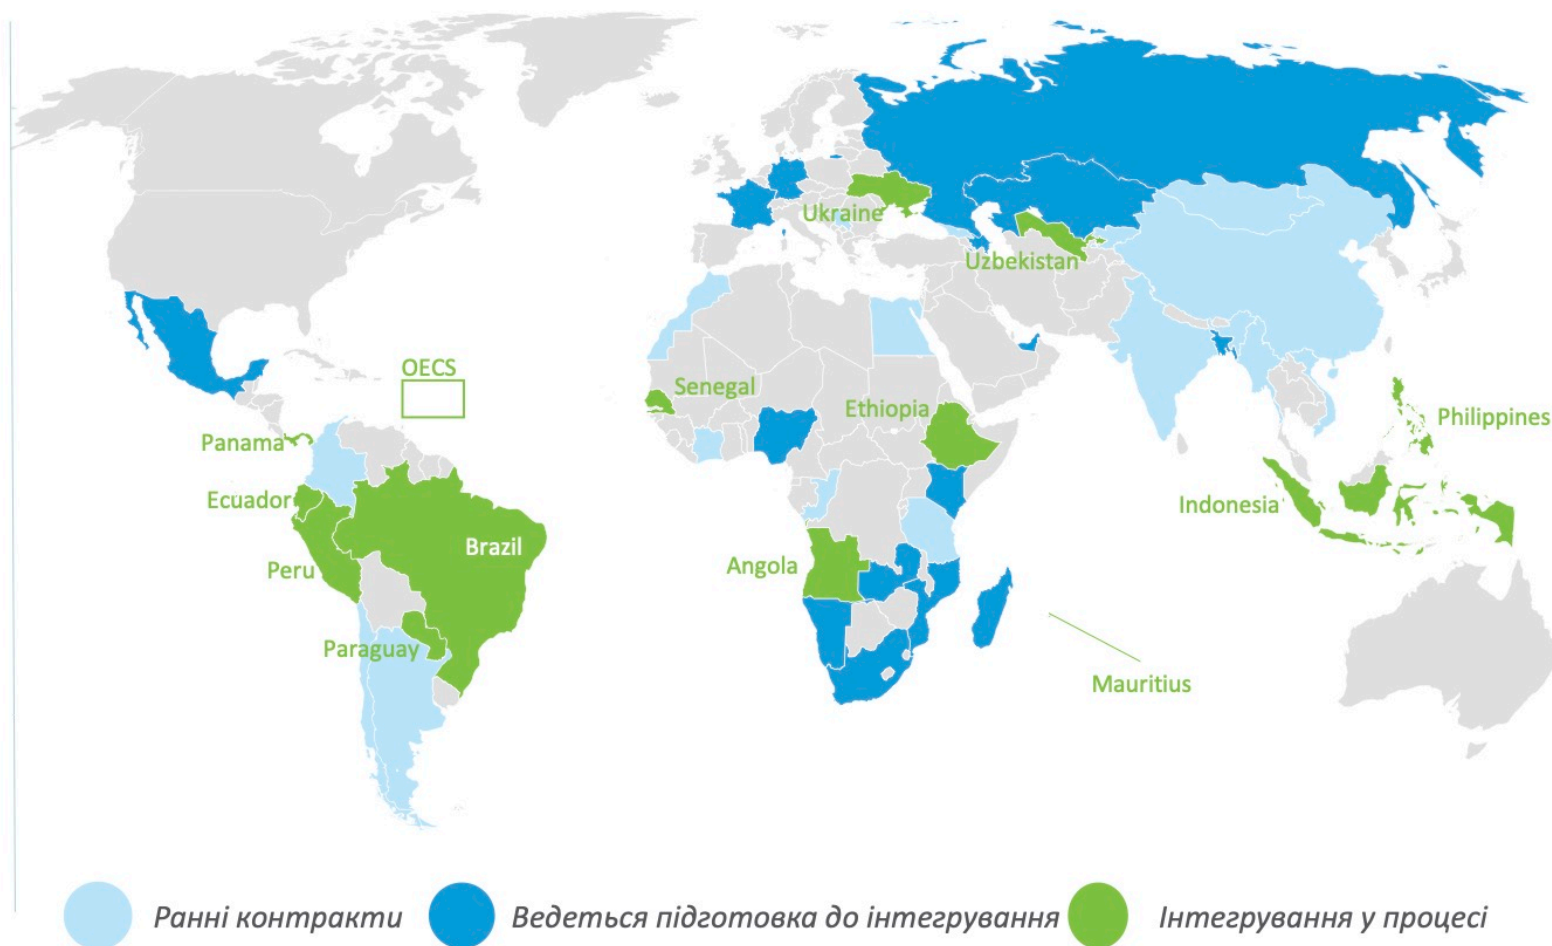 Ukraine
Uzbekistan
OECS
Senegal
Ethiopia
Philippines
Panama
Ecuador
Indonesia
Brazil
Peru
Angola
Paraguay
Mauritius
Ранні контракти
Ведеться підготовка до інтегрування
Інтегрування у процесі